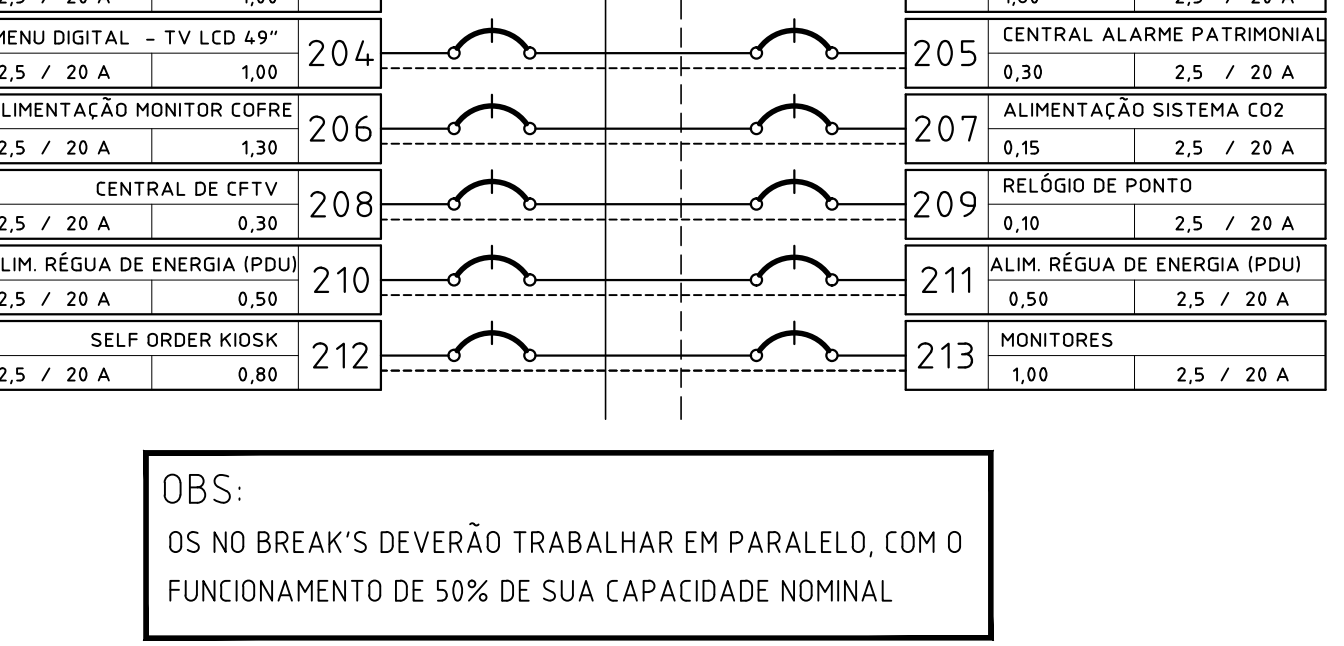 MENU DIGITAL - TV LCD 49" 204 205 CENTRAL ALARME PATRIMONIAL
2,5 / 20 A 1,00 0,30 2,5 / 20 A
LIMENTAÇÃO MONITOR COFRE 206 207 ALIMENTAÇÃO SISTEMA CO2
2,5 / 20 A 1,30 0,15 2,5 / 20 A
CENTRAL DE CFTV 208 209 RELÓGIO DE PONTO
2,5 / 20 A 0,30 0,10 2,5 / 20 A
LIM. RÉGUA DE ENERGIA (PDU) 210 211 ALIM. RÉGUA DE ENERGIA (PDU)
2,5 / 20 A 0,50 0,50 2,5 / 20 A
SELF ORDER KIOSK 212 213 MONITORES
2,5 / 20 A 0,80 1,00 2,5 / 20 A
OBS:
OS NO BREAK'S DEVERÃO TRABALHAR EM PARALELO, COM O
FUNCIONAMENTO DE 50% DE SUA CAPACIDADE NOMINAL